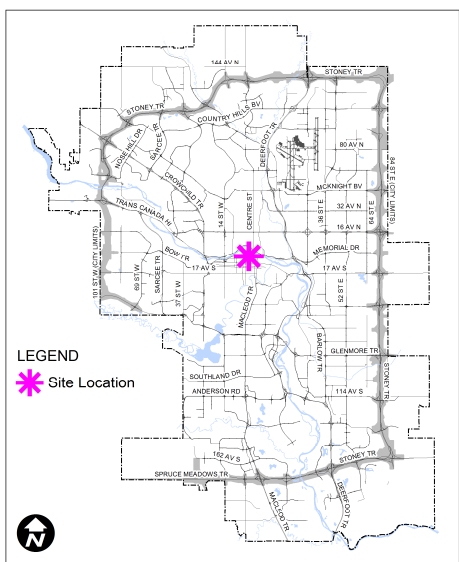 144 AV N
STONEY TR
STONEY TR
COUNTRY HILLS BV
DEERFOOT TR
NOSE HILL DR
SARCEE TR
80 AV N
CROWCHILD TR
MCKNIGHT BV
84 ST E (CITY LIMITS)
14 ST W
CENTRE ST
36 ST E
32 AV N
64 ST E
TRANS CANADA HI
16 AV N
101 ST W (CITY LIMITS)
BOW TR
MEMORIAL DR
17 AV S
17 AV S
69 ST W
SARCEE TR
37 ST W
MACLEOD TR
52 ST E
BARLOW TR
GLENMORE TR
LEGEND
Site Location
SOUTHLAND DR
ANDERSON RD
114 AV S
STONEY TR
162 AV S
STONEY TR
SPRUCE MEADOWS TR
MACLEOD TR
DEERFOOT TR
N